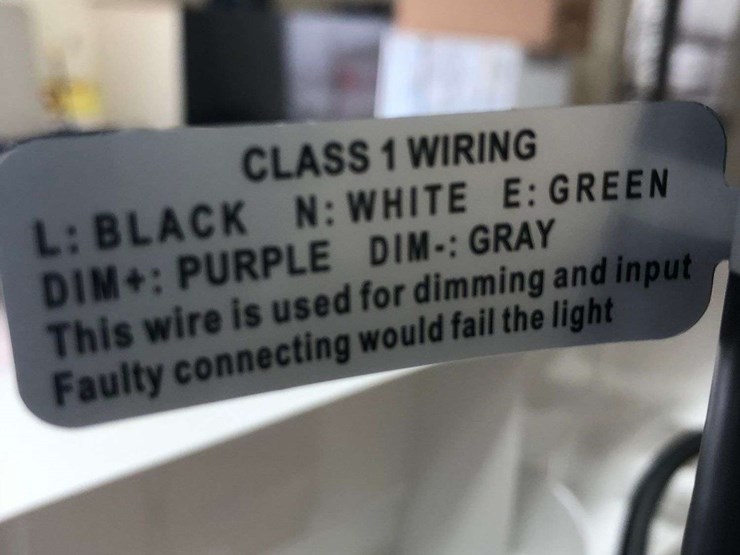 CLASS 1 WIRING
L: BLACK N: WHITE E: GREEN
DIM+: PURPLE DIM-: GRAY
This wire is used for dimming and input
Faulty connecting would fail the light